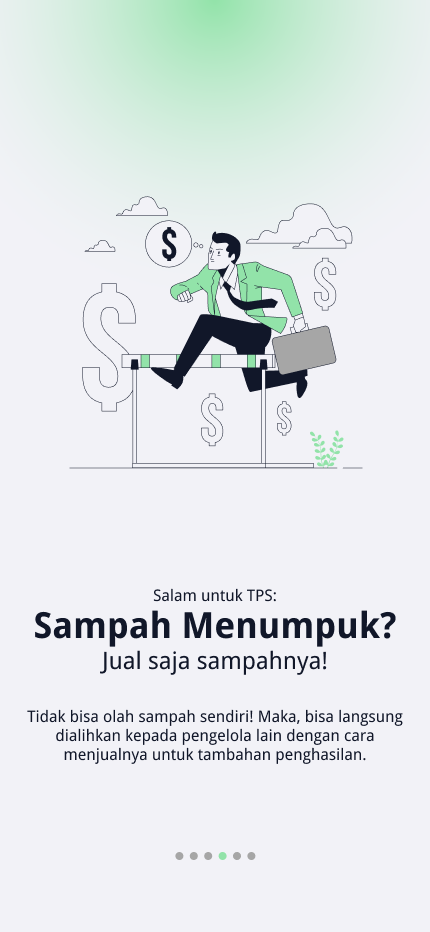 $
$
$
$
$
Salam untuk TPS:
Sampah Menumpuk?
Jual saja sampahnya!
Tidak bisa olah sampah sendiri! Maka, bisa langsung
dialihkan kepada pengelola lain dengan cara
menjualnya untuk tambahan penghasilan.